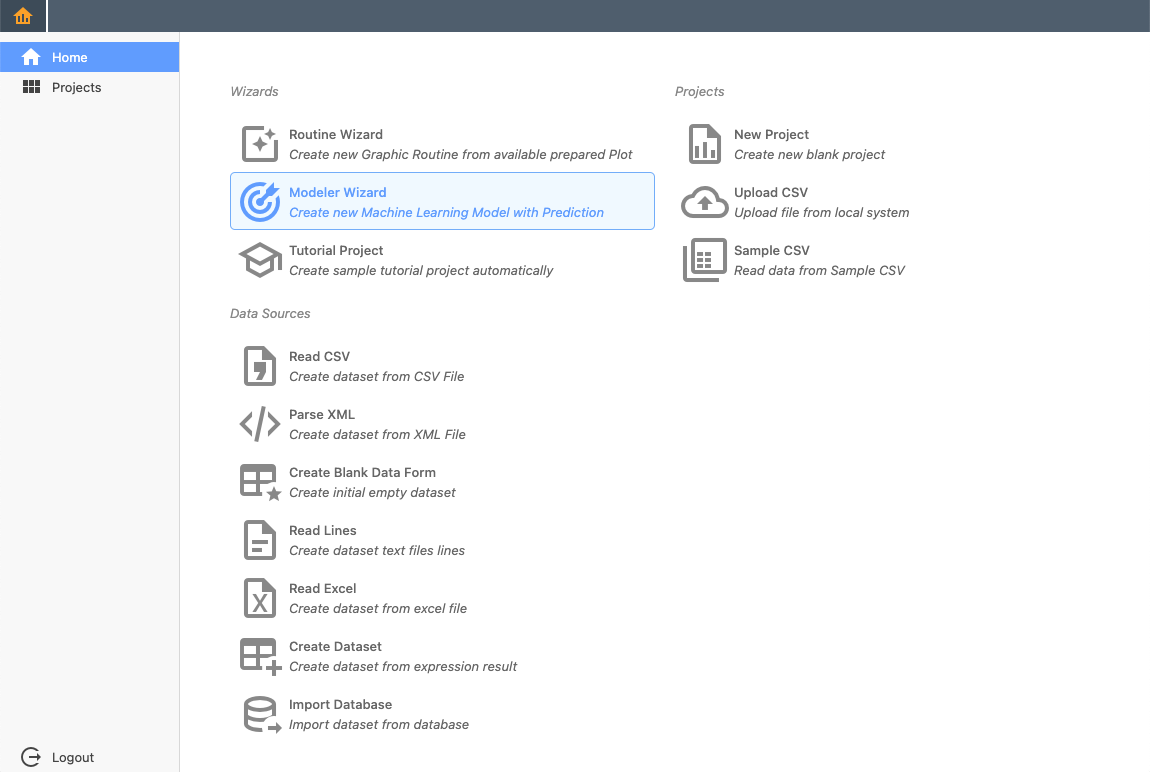 Home
Projects
Wizards
Routine Wizard
Create new Graphic Routine from available prepared Plot
Modeler Wizard
Create new Machine Learning Model with Prediction
Tutorial Project
Create sample tutorial project automatically
Projects
New Project
Create new blank project
Upload CSV
Upload file from local system
Sample CSV
Read data from Sample CSV
Data Sources
Read CSV
Create dataset from CSV File
Parse XML
Create dataset from XML File
Create Blank Data Form
Create initial empty dataset
Read Lines
Create dataset text files lines
Read Excel
Create dataset from excel file
Create Dataset
Create dataset from expression result
Import Database
Import dataset from database
Logout